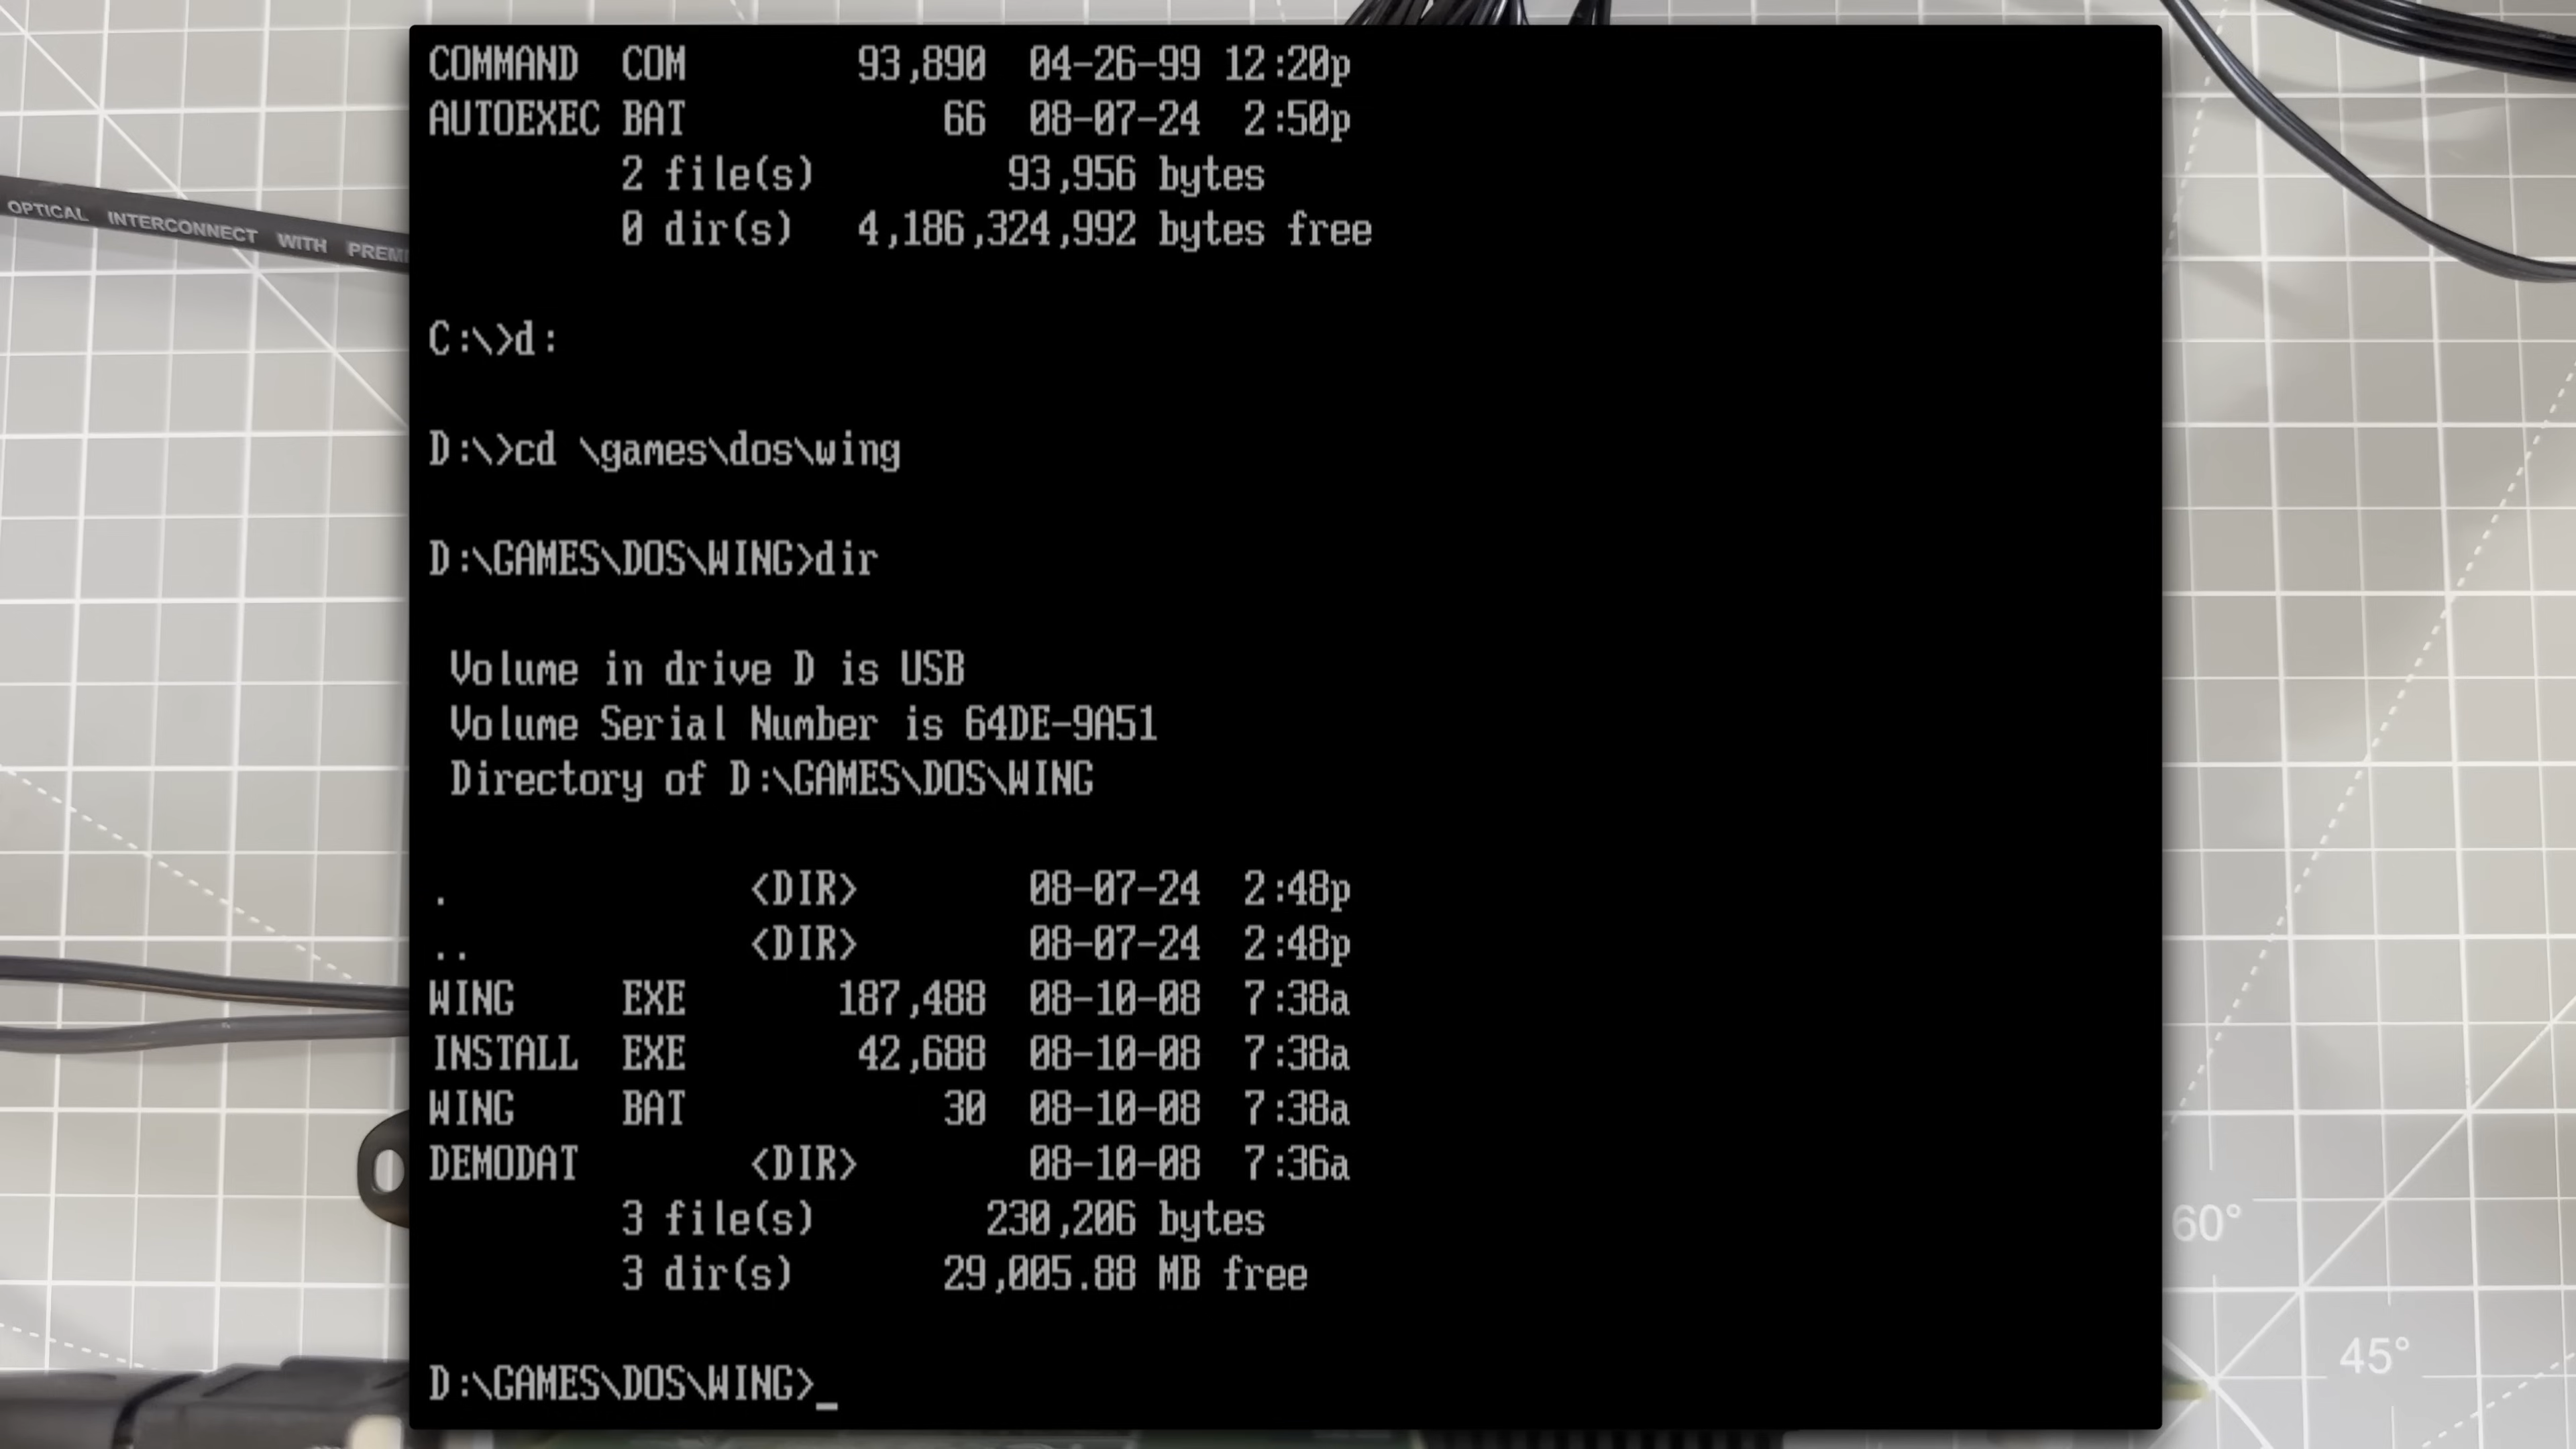 COMMAND  COM        93,890  04-26-99 12:20p
AUTOEXEC BAT            66  08-07-24  2:50p
         2 file(s)         93,956 bytes
         0 dir(s)   4,186,324,992 bytes free
C:\>d:
D:\>cd \games\dos\wing
D:\GAMES\DOS\WING>dir
Volume in drive D is USB
Volume Serial Number is 64DE-9A51
Directory of D:\GAMES\DOS\WING
.              <DIR>        08-07-24  2:48p
..             <DIR>        08-07-24  2:48p
WING     EXE       187,488  08-10-08  7:38a
INSTALL  EXE        42,688  08-10-08  7:38a
WING     BAT            30  08-10-08  7:38a
DEMODAT        <DIR>        08-10-08  7:36a
         3 file(s)        230,206 bytes
         3 dir(s)       29,005.88 MB free
D:\GAMES\DOS\WING>_
OPTICAL INTERCONNECT WITH
60°
45°